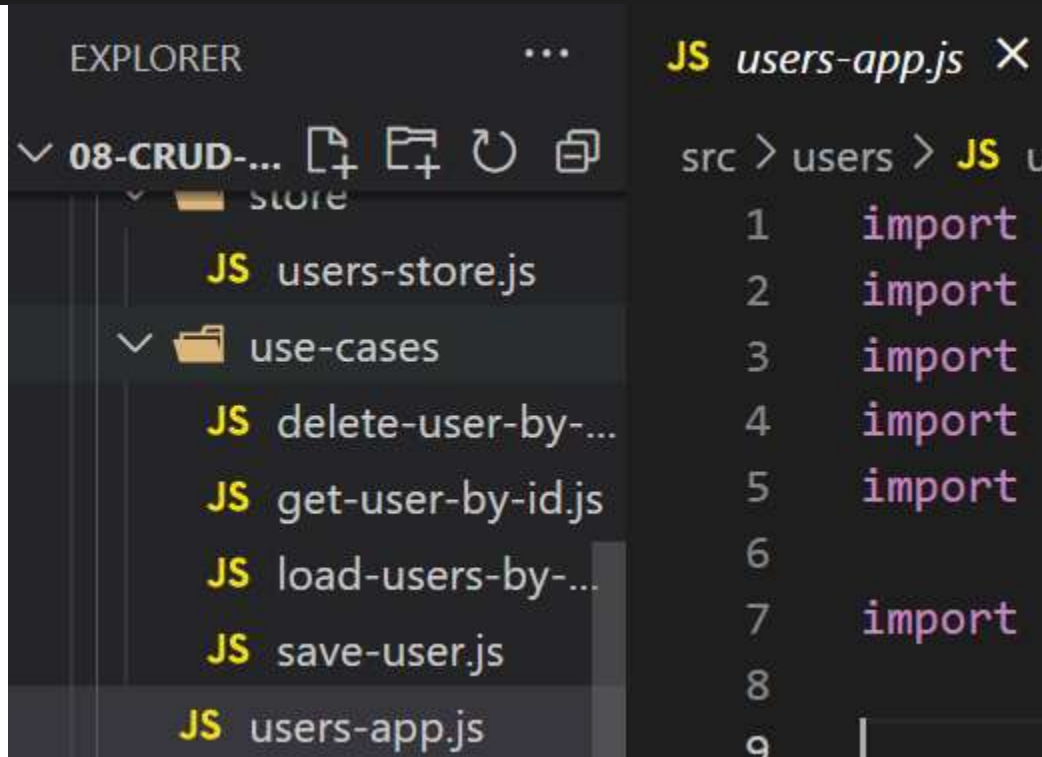 EXPLORER ...
08-CRUD-...
store
JS users-store.js
use-cases
JS delete-user-by-...
JS get-user-by-id.js
JS load-users-by-...
JS save-user.js
JS users-app.js
JS users-app.js
src > users > JS
1 import
2 import
3 import
4 import
5 import
6
7 import
8
9